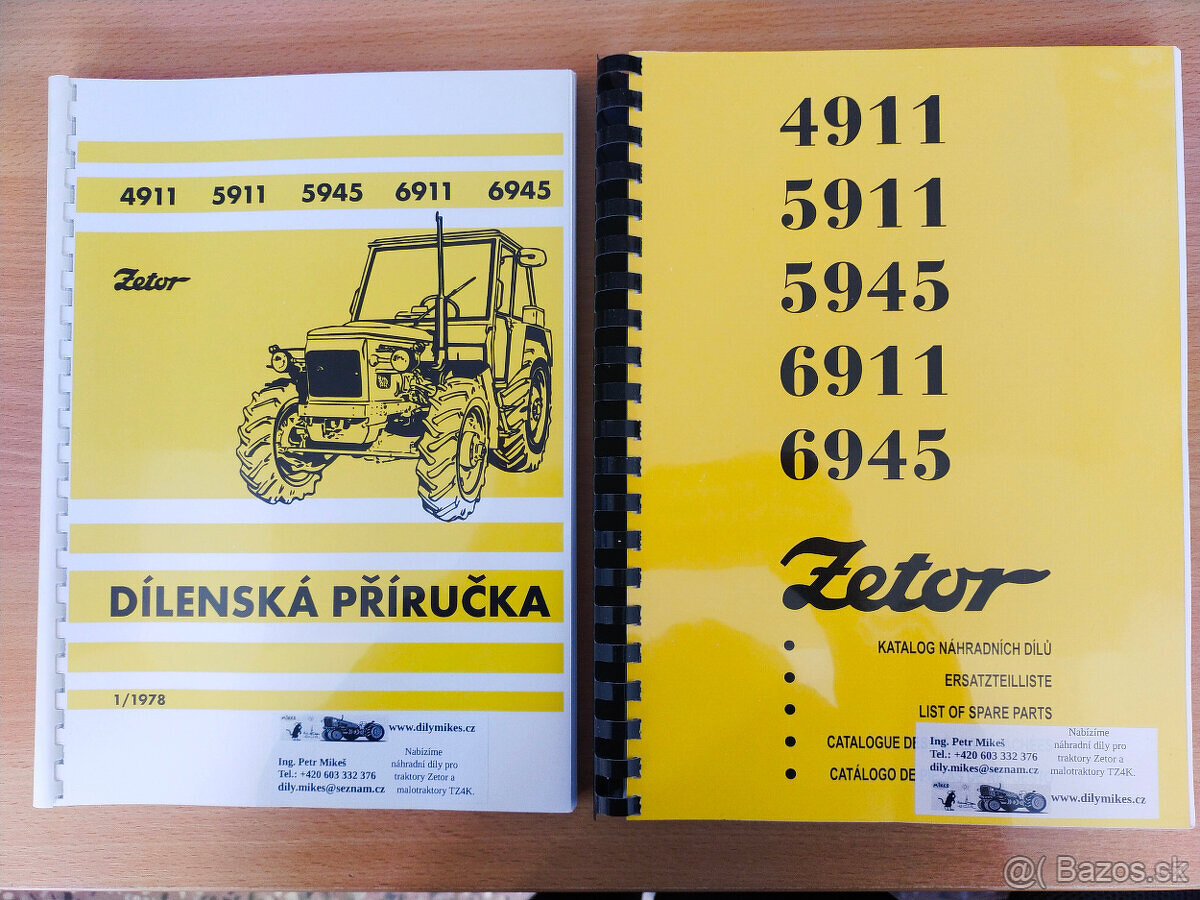 4911 5911 5945 6911 6945
Zetor
DÍLENSKÁ PŘÍRUČKA
1/1978
www.dilymikes.cz
Ing. Petr Mikeš
Tel.: +420 603 332 376
dily.mikes@seznam.cz
Nabízíme
náhradní díly pro
traktory Zetor a
malotraktory TZ4K.
4911
5911
5945
6911
6945
Zetor
KATALOG NÁHRADNÍCH DÍLŮ
ERSATZTEILLISTE
LIST OF SPARE PARTS
CATALOGUE DE
CATÁLOGO DE
Ing. Petr Mikeš
Tel.: +420 603 332 376
dily.mikes@seznam.cz
Nabízíme
náhradní díly pro
traktory Zetor a
malotraktory TZ4K.
www.dilymikes.cz
@( Bazos.sk